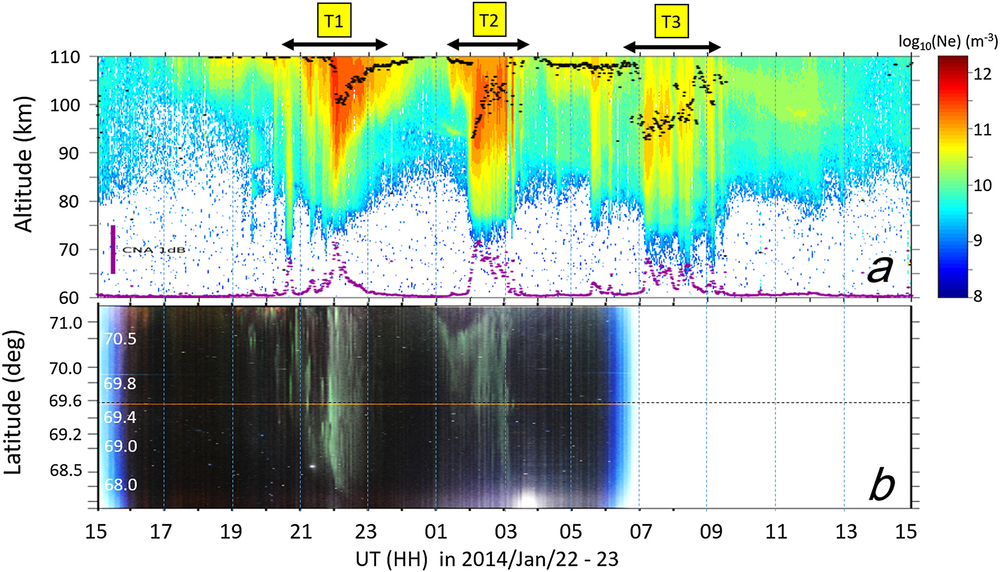 T1 T2 T3
log10(Ne) (m-3)
110
100
90
80
70
60
Altitude (km)
CNA 1dB
a
12
11
10
9
8
71.0
70.5
70.0
69.8
69.6
69.4
69.2
69.0
68.5
68.0
Latitude (deg)
b
15 17 19 21 23 01 03 05 07 09 11 13 15
UT (HH) in 2014/Jan/22 - 23